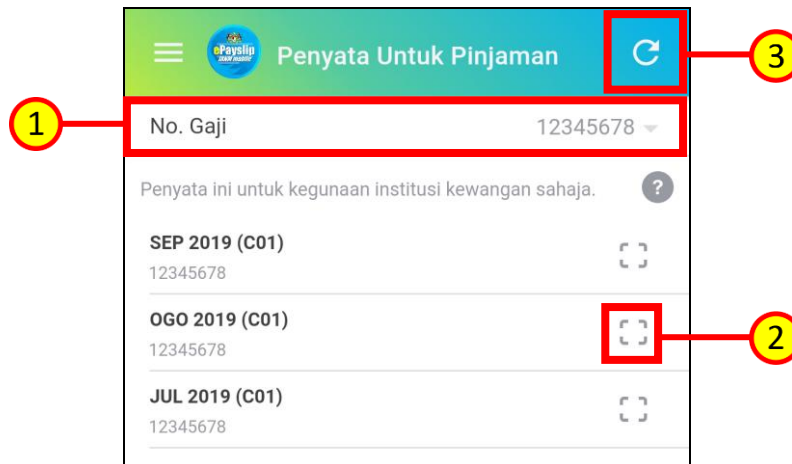 ePayslip
Penyata Untuk Pinjaman
3
1
No. Gaji 12345678
Penyata ini untuk kegunaan institusi kewangan sahaja. ?
SEP 2019 (C01)
12345678
OGO 2019 (C01)
12345678
2
JUL 2019 (C01)
12345678